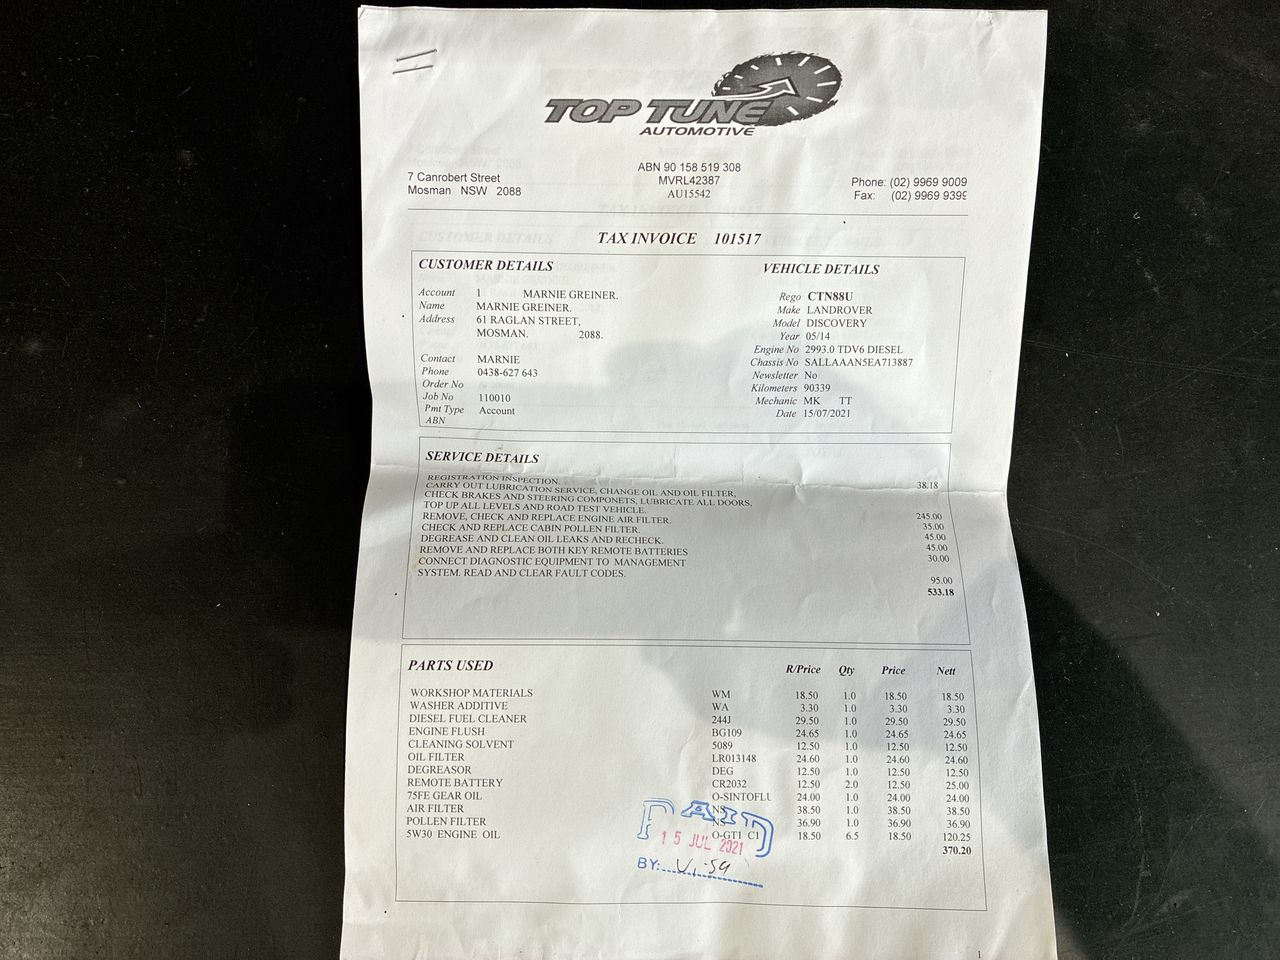 TOP TUNE
AUTOMOTIVE
ABN 90 158 519 308
7 Canrobert Street MVRL42387 Phone: (02) 9969 9009
Mosman NSW 2088 AU15542 Fax: (02) 9969 9399
TAX INVOICE 101517
CUSTOMER DETAILS
Account 1 MARNIE GREINER.
Name MARNIE GREINER.
Address 61 RAGLAN STREET,
MOSMAN. 2088.
Contact MARNIE
Phone 0438-627 643
Order No
Job No 110010
Pmt Type Account
ABN
VEHICLE DETAILS
Rego CTN88U
Make LANDROVER
Model DISCOVERY
Year 05/14
Engine No 2993.0 TDV6 DIESEL
Chassis No SALLAAAN5EA713887
Newsletter No
Kilometers 90339
Mechanic MK TT
Date 15/07/2021
SERVICE DETAILS
REGISTRATION INSPECTION. 38.18
CARRY OUT LUBRICATION SERVICE, CHANGE OIL AND OIL FILTER,
CHECK BRAKES AND STEERING COMPONETS, LUBRICATE ALL DOORS,
TOP UP ALL LEVELS AND ROAD TEST VEHICLE. 245.00
REMOVE, CHECK AND REPLACE ENGINE AIR FILTER. 35.00
CHECK AND REPLACE CABIN POLLEN FILTER. 45.00
DEGREASE AND CLEAN OIL LEAKS AND RECHECK. 45.00
REMOVE AND REPLACE BOTH KEY REMOTE BATTERIES 30.00
CONNECT DIAGNOSTIC EQUIPMENT TO MANAGEMENT
SYSTEM. READ AND CLEAR FAULT CODES. 95.00
533.18
PARTS USED R/Price Qty Price Nett
WORKSHOP MATERIALS WM 18.50 1.0 18.50 18.50
WASHER ADDITIVE WA 3.30 1.0 3.30 3.30
DIESEL FUEL CLEANER 244J 29.50 1.0 29.50 29.50
ENGINE FLUSH BG109 24.65 1.0 24.65 24.65
CLEANING SOLVENT 5089 12.50 1.0 12.50 12.50
OIL FILTER LR013148 24.60 1.0 24.60 24.60
DEGREASOR DEG 12.50 1.0 12.50 12.50
REMOTE BATTERY CR2032 12.50 2.0 12.50 25.00
75FE GEAR OIL O-SINTOFLU 24.00 1.0 24.00 24.00
AIR FILTER NS 38.50 1.0 38.50 38.50
POLLEN FILTER NS 36.90 1.0 36.90 36.90
5W30 ENGINE OIL O-GT1 C1 18.50 6.5 18.50 120.25
370.20
PAID
15 JUL 2021
BY: Visa
1